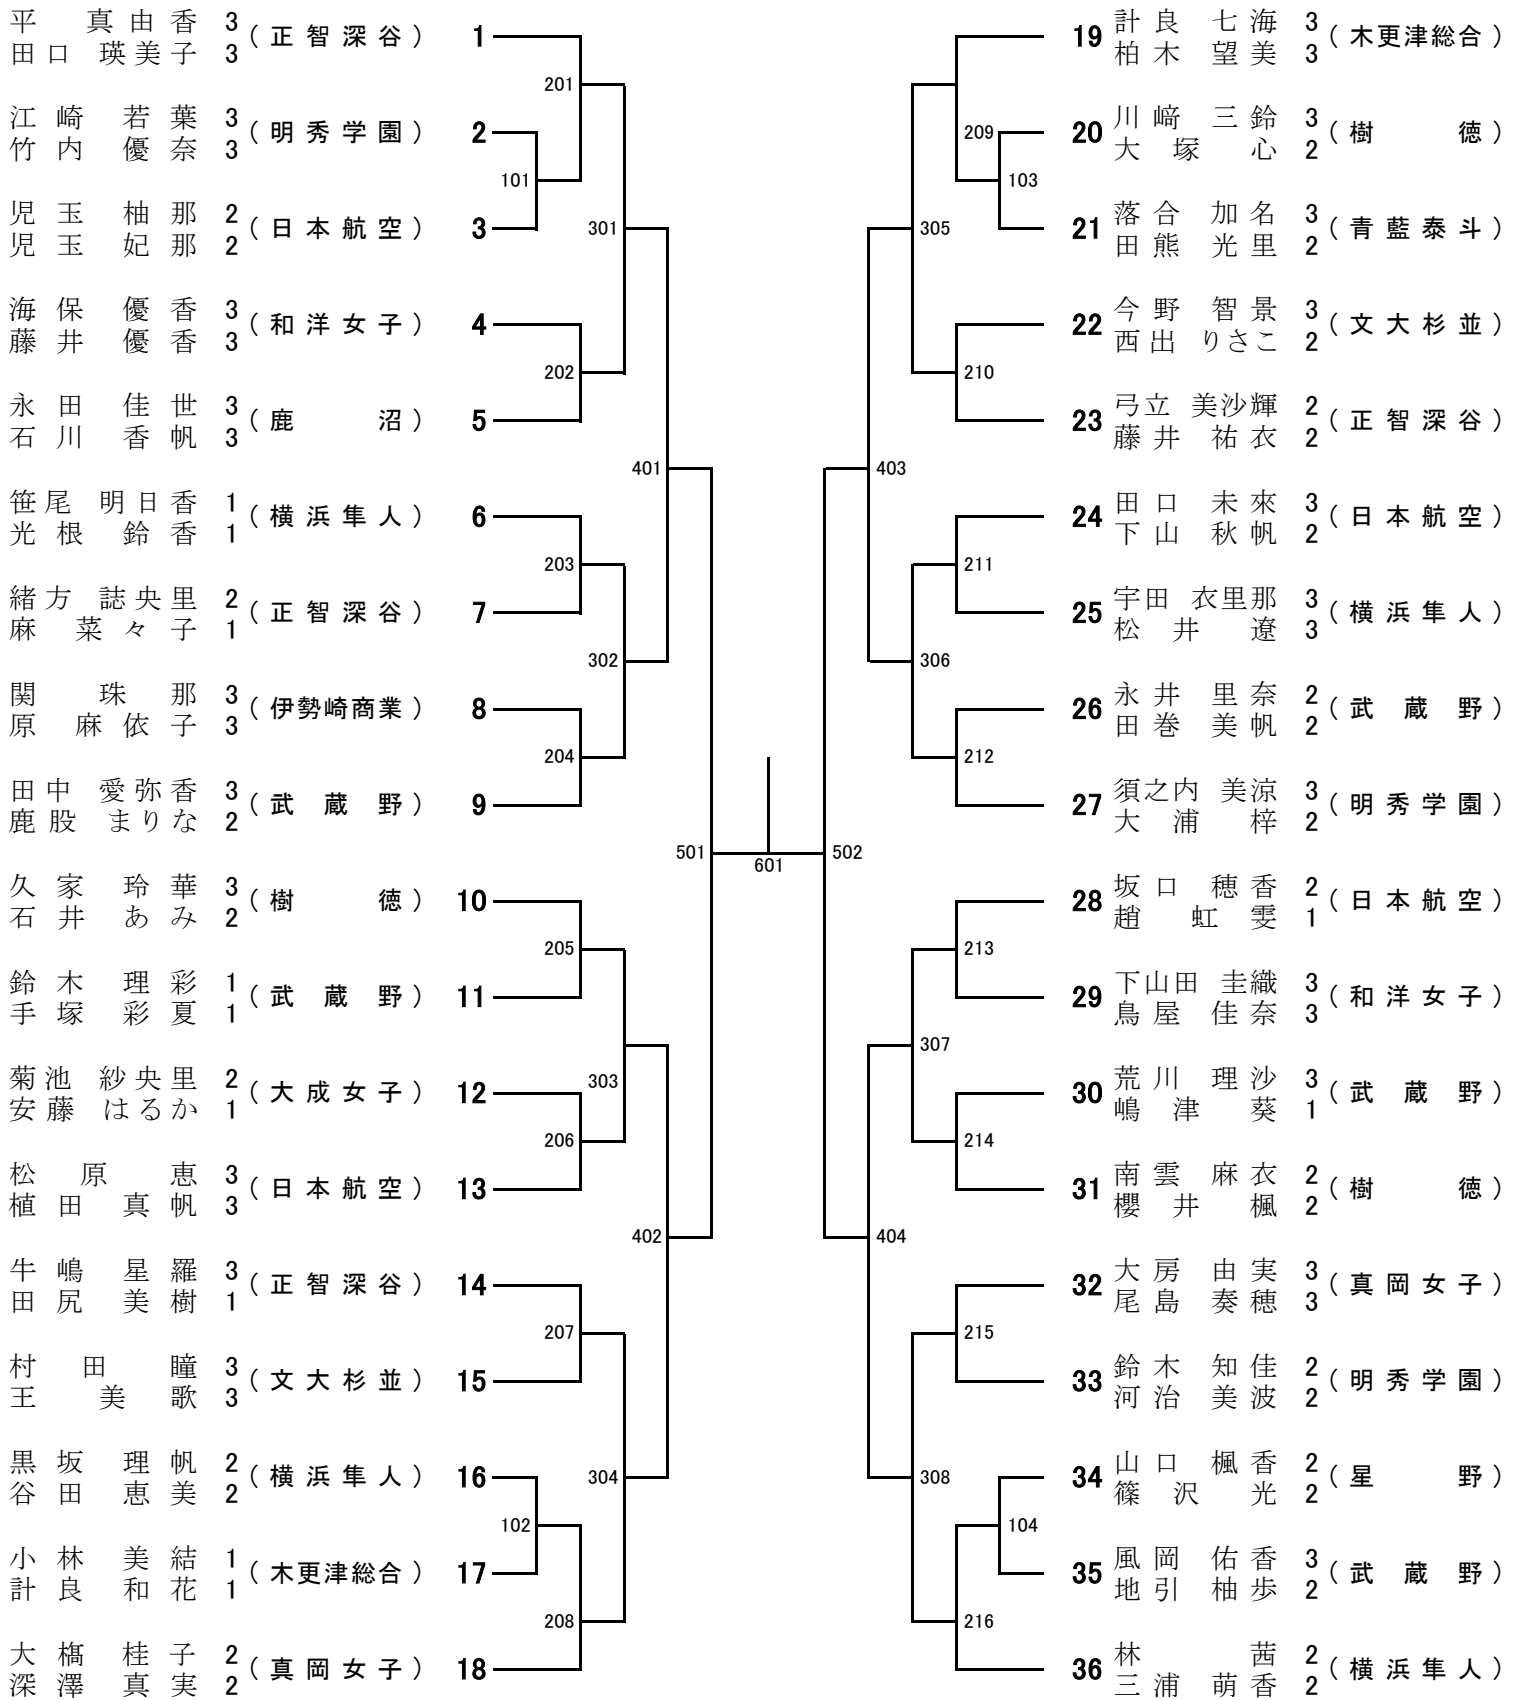 平 真由香 3
田口 瑛美子 3
(正智深谷) 1
江崎 若葉 3
竹内 優奈 3
(明秀学園) 2
児玉 柚那 2
児玉 妃那 2
(日本航空) 3
海保 優香 3
藤井 優香 3
(和洋女子) 4
永田 佳世 3
石川 香帆 3
(鹿沼) 5
笹尾 明日香 1
光根 鈴香 1
(横浜隼人) 6
緒方 誌央里 2
麻 菜々子 1
(正智深谷) 7
関 珠那 3
原 麻依子 3
(伊勢崎商業) 8
田中 愛弥香 3
鹿股 まりな 2
(武蔵野) 9
久家 玲華 3
石井 あみ 2
(樹徳) 10
鈴木 理彩 1
手塚 彩夏 1
(武蔵野) 11
菊池 紗央里 2
安藤 はるか 1
(大成女子) 12
松原 恵 3
植田 真帆 3
(日本航空) 13
牛嶋 星羅 3
田尻 美樹 1
(正智深谷) 14
村田 瞳 3
王 美歌 3
(文大杉並) 15
黒坂 理帆 2
谷田 恵美 2
(横浜隼人) 16
小林 美結 1
計良 和花 1
(木更津総合) 17
大槗 桂子 2
深澤 真実 2
(真岡女子) 18
201
101
301
202
401
203
302
204
501
205
303
206
402
207
304
102
208
601
19 計良 七海 3
柏木 望美 3
(木更津総合)
20 川﨑 三鈴 3
大塚 心 2
(樹徳)
21 落合 加名 3
田熊 光里 2
(青藍泰斗)
22 今野 智景 3
西出 りさこ 2
(文大杉並)
23 弓立 美沙輝 2
藤井 祐衣 2
(正智深谷)
24 田口 未來 3
下山 秋帆 2
(日本航空)
25 宇田 衣里那 3
松井 遼 3
(横浜隼人)
26 永井 里奈 2
田巻 美帆 2
(武蔵野)
27 須之内 美涼 3
大浦 梓 2
(明秀学園)
28 坂口 穂香 2
趙 虹雯 1
(日本航空)
29 下山田 圭織 3
鳥屋 佳奈 3
(和洋女子)
30 荒川 理沙 3
嶋津 葵 1
(武蔵野)
31 南雲 麻衣 2
櫻井 楓 2
(樹徳)
32 大房 由実 3
尾島 奏穂 3
(真岡女子)
33 鈴木 知佳 2
河治 美波 2
(明秀学園)
34 山口 楓香 2
篠沢 光 2
(星野)
35 風岡 佑香 3
地引 柚歩 2
(武蔵野)
36 林 茜 2
三浦 萌香 2
(横浜隼人)
209
103
305
210
403
211
306
212
502
213
307
214
404
215
308
104
216